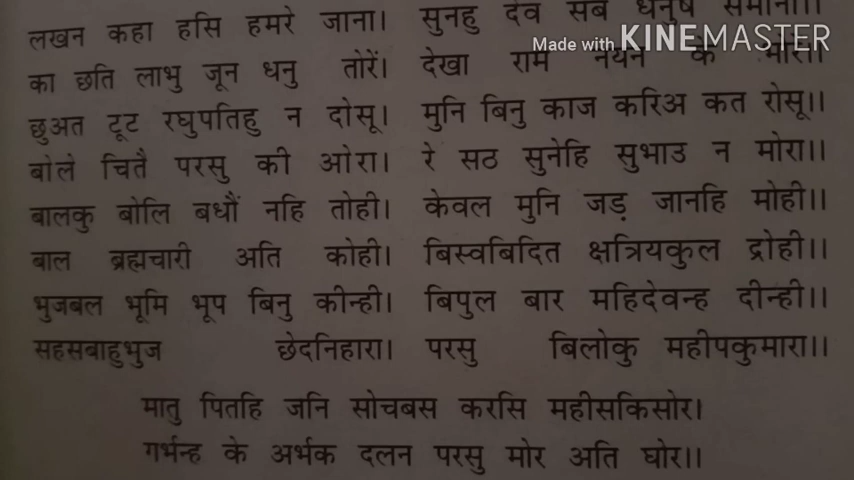 लखन कहा हसि हमरे जाना। सुनहु देव सब धनुष समाना।।
Made with KINEMASTER
का छति लाभु जून धनु तोरें। देखा राम नयन के भोरें।।
छुअत टूट रघुपतिहु न दोसू। मुनि बिनु काज करिअ कत रोसू।।
बोले चितै परसु की ओरा। रे सठ सुनेहि सुभाउ न मोरा।।
बालकु बोलि बधौं नहि तोही। केवल मुनि जड़ जानहि मोही।।
बाल ब्रह्मचारी अति कोही। बिस्वबिदित क्षत्रियकुल द्रोही।।
भुजबल भूमि भूप बिनु कीन्ही। बिपुल बार महिदेवन्ह दीन्ही।।
सहसबाहुभुज छेदनिहारा। परसु बिलोकु महीपकुमारा।।
मातु पितहि जनि सोचबस करसि महीसकिसोर।
गर्भन्ह के अर्भक दलन परसु मोर अति घोर।।